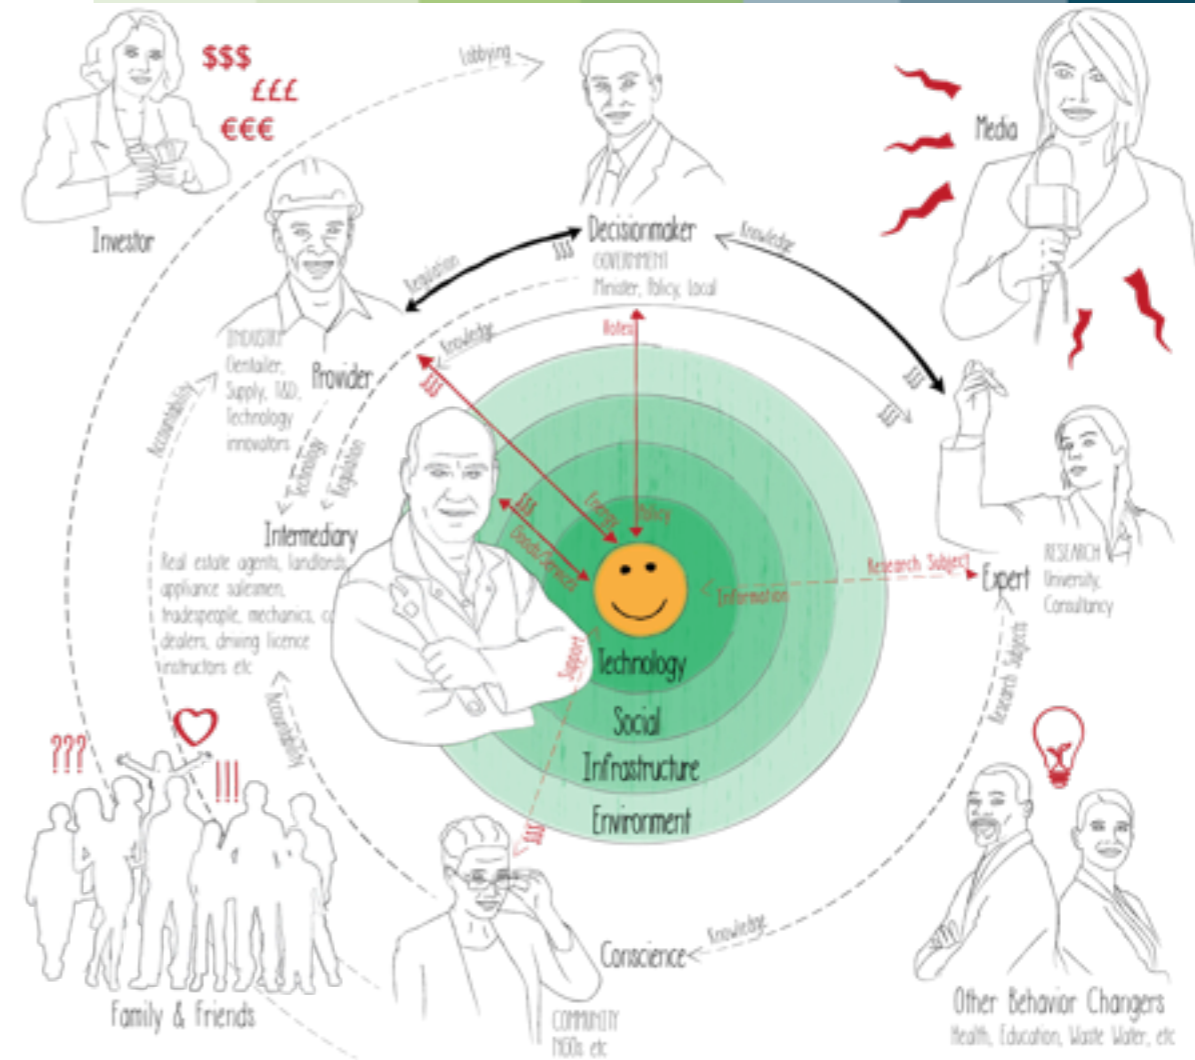 $$$
£££
€€€
Investor
Lobbying
Decisionmaker
GOVERNMENT
Minister, Policy, Local
Media
Regulation
$$$
Knowledge
$$$
Knowledge
$$$
Votes
Policy
$$$
Energy
$$$
Goods/Services
INDUSTRY
Gentailer,
Supply, T&D,
Technology
innovators
Provider
Accountability
Technology
Regulation
Intermediary
Real estate agents, landlords,
appliance salesmen,
tradespeople, mechanics,
dealers, driving licence
instructors etc
Accountability
Information
Research Subject
Expert
RESEARCH
University,
Consultancy
Research Subjects
Support
$$$
Technology
Social
Infrastructure
Environment
???
!!!
Family & Friends
Conscience
Knowledge
COMMUNITY
NGOs etc
Other Behavior Changers
Health, Education, Waste Water, etc